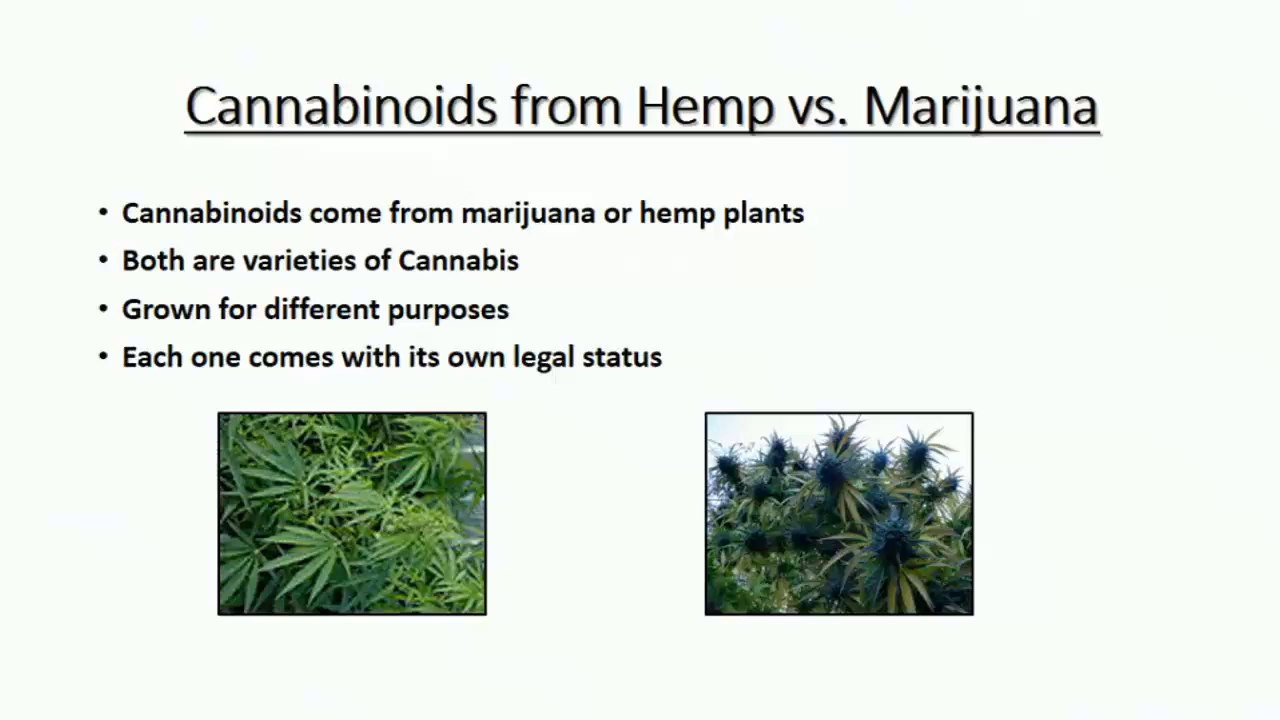 Cannabinoids from Hemp vs. Marijuana
• Cannabinoids come from marijuana or hemp plants
• Both are varieties of Cannabis
• Grown for different purposes
• Each one comes with its own legal status